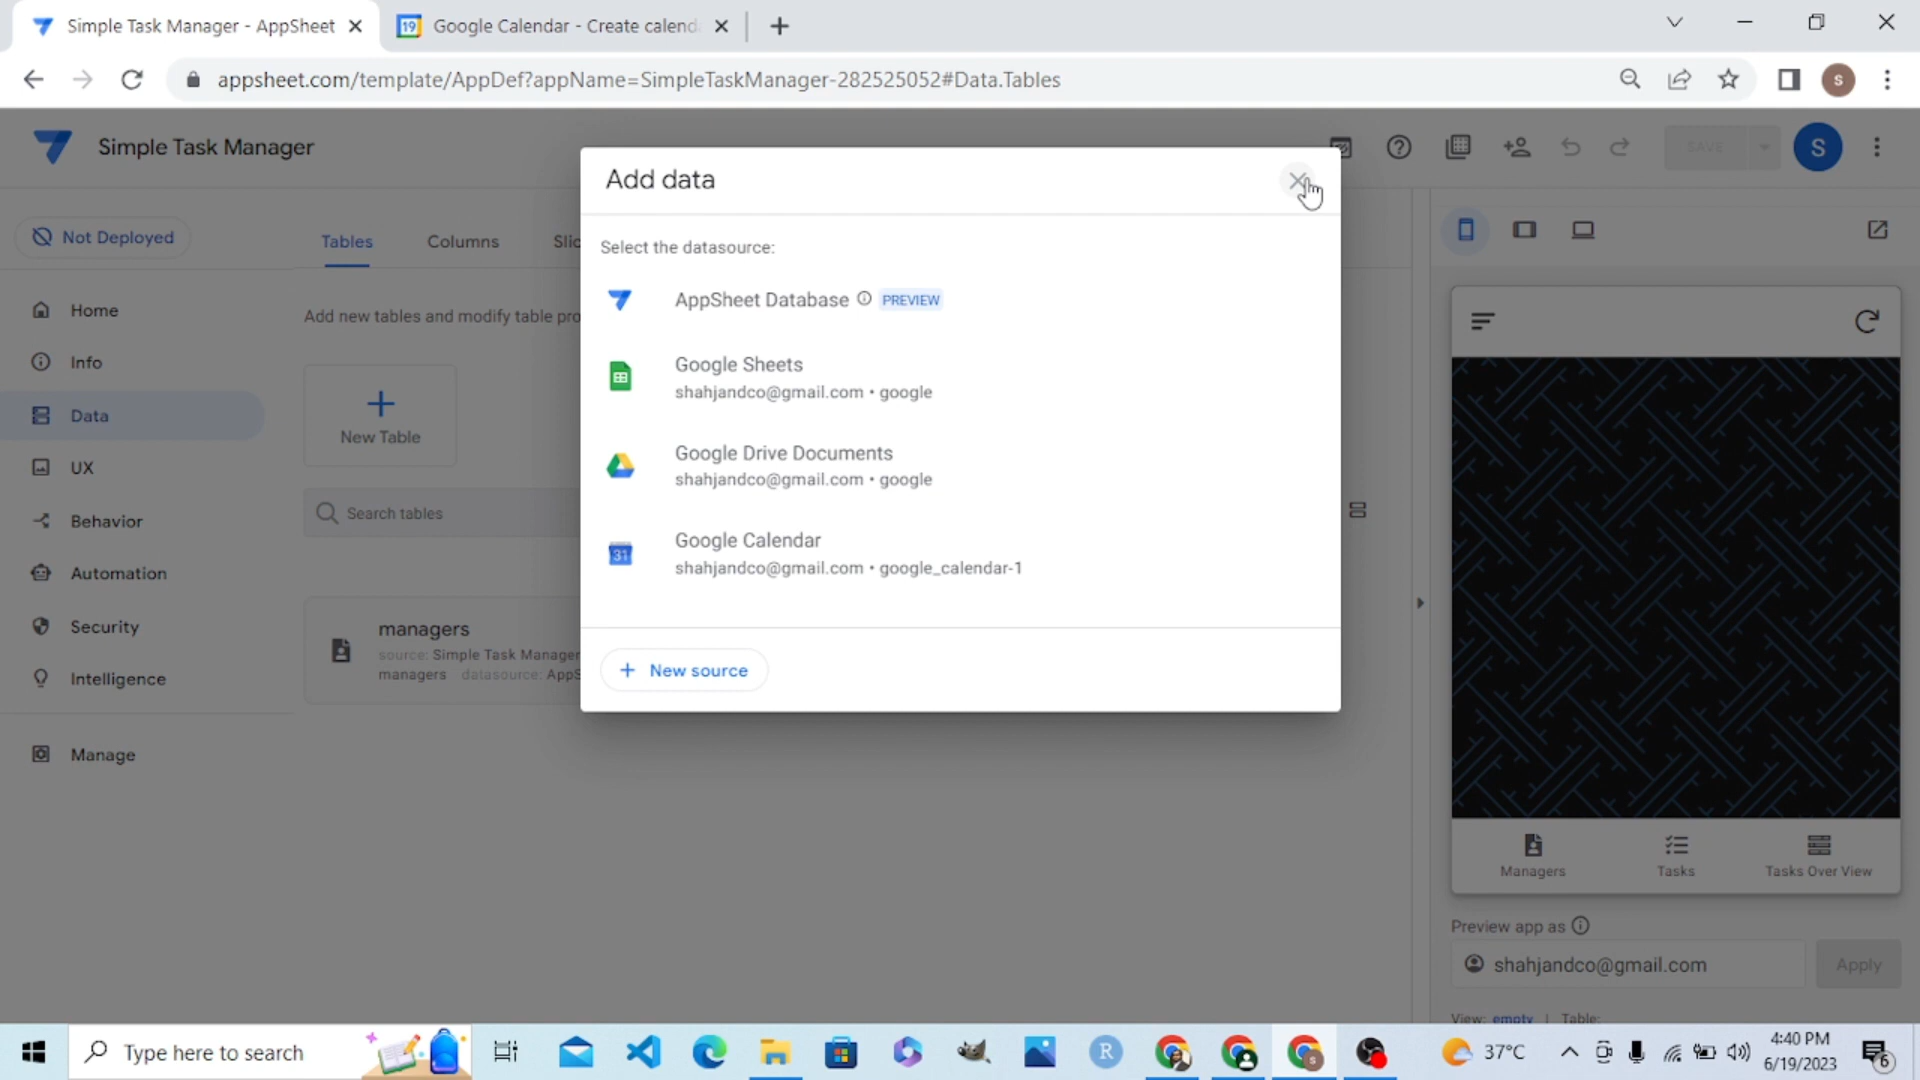 Simple Task Manager - AppSheet
19
Google Calendar - Create calend
appsheet.com/template/AppDef?appName=SimpleTaskManager-282525052#Data.Tables
s
Simple Task Manager
SAVE
S
Not Deployed
Home
Info
Data
UX
Behavior
Automation
Security
Intelligence
Manage
Tables
Columns
Slic
Add new tables and modify table pro
New Table
Search tables
managers
source: Simple Task Manager
managers datasource: AppS
Add data
Select the datasource:
AppSheet Database PREVIEW
Google Sheets
shahjandco@gmail.com • google
Google Drive Documents
shahjandco@gmail.com • google
31
Google Calendar
shahjandco@gmail.com • google_calendar-1
New source
Managers
Tasks
Tasks Over View
Preview app as
shahjandco@gmail.com
Apply
View: empty | Table:
Type here to search
R
s
37°C
4:40 PM
6/19/2023
6